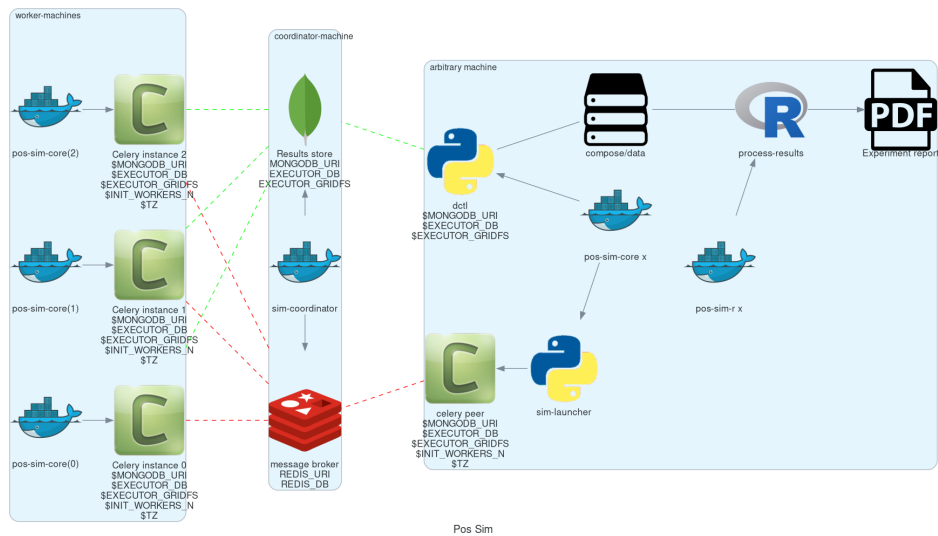 worker-machines
pos-sim-core(2)
C
Celery instance 2
$MONGODB_URI
$EXECUTOR_DB
$EXECUTOR_GRIDFS
$INIT_WORKERS_N
$TZ
pos-sim-core(1)
C
Celery instance 1
$MONGODB_URI
$EXECUTOR_DB
$EXECUTOR_GRIDFS
$INIT_WORKERS_N
$TZ
pos-sim-core(0)
C
Celery instance 0
$MONGODB_URI
$EXECUTOR_DB
$EXECUTOR_GRIDFS
$INIT_WORKERS_N
$TZ
coordinator-machine
Results store
MONGODB_URI
EXECUTOR_DB
EXECUTOR_GRIDFS
sim-coordinator
message broker
REDIS_URI
REDIS_DB
arbitrary machine
dctl
$MONGODB_URI
$EXECUTOR_DB
$EXECUTOR_GRIDFS
compose/data
R
process-results
PDF
Experiment report
pos-sim-core x
pos-sim-r x
C
celery peer
$MONGODB_URI
$EXECUTOR_DB
$EXECUTOR_GRIDFS
$INIT_WORKERS_N
$TZ
sim-launcher
Pos Sim